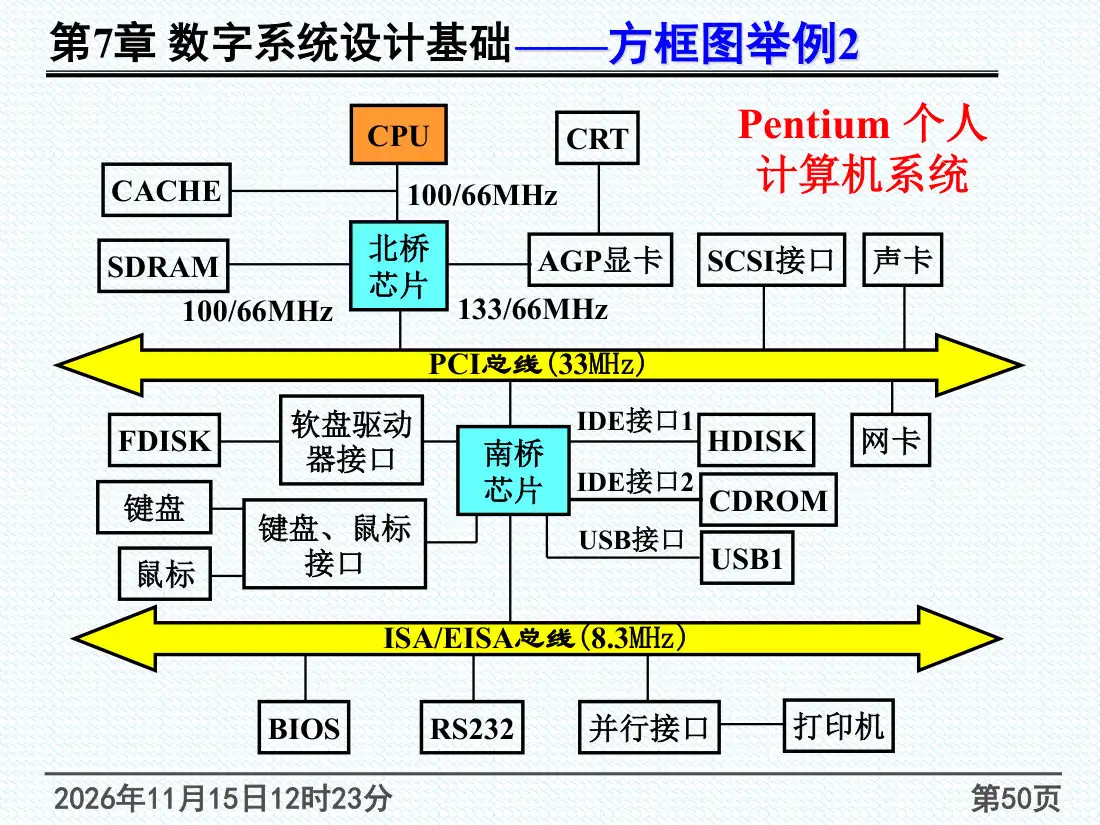 第7章 数字系统设计基础——方框图举例2
Pentium 个人
计算机系统
CPU
CRT
CACHE
100/66MHz
SDRAM
北桥
芯片
AGP显卡
SCSI接口
声卡
100/66MHz
133/66MHz
PCI总线(33MHz)
FDISK
软盘驱动
器接口
南桥
芯片
IDE接口1
HDISK
网卡
IDE接口2
CDROM
键盘
键盘、鼠标
接口
USB接口
USB1
鼠标
ISA/EISA总线(8.3MHz)
BIOS
RS232
并行接口
打印机
2026年11月15日12时23分
第50页